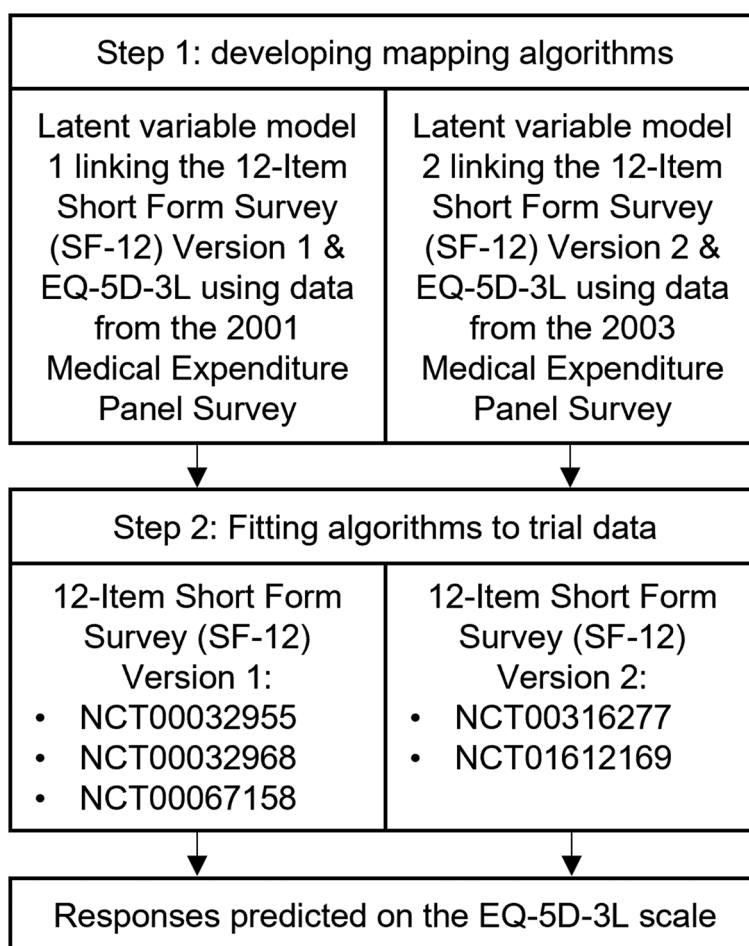 Step 1: developing mapping algorithms
Latent variable model
1 linking the 12-Item
Short Form Survey
(SF-12) Version 1 &
EQ-5D-3L using data
from the 2001
Medical Expenditure
Panel Survey
Latent variable model
2 linking the 12-Item
Short Form Survey
(SF-12) Version 2 &
EQ-5D-3L using data
from the 2003
Medical Expenditure
Panel Survey
Step 2: Fitting algorithms to trial data
12-Item Short Form
Survey (SF-12)
Version 1:
• NCT00032955
• NCT00032968
• NCT00067158
12-Item Short Form
Survey (SF-12)
Version 2:
• NCT00316277
• NCT01612169
Responses predicted on the EQ-5D-3L scale